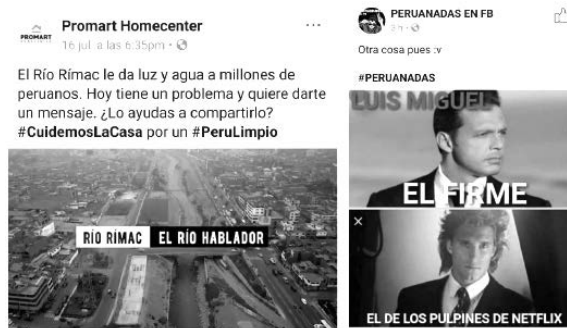 Promart Homecenter
PROMART
16 jul. a las 6:35pm
El Río Rímac le da luz y agua a millones de
peruanos. Hoy tiene un problema y quiere darte
un mensaje. ¿Lo ayudas a compartirlo?
#CuidemosLaCasa por un #PeruLimpio
RÍO RÍMAC EL RÍO HABLADOR
PERUANADAS EN FB
Otra cosa pues :v
#PERUANADAS
LUIS MIGUEL
EL FIRME
EL DE LOS PULPINES DE NETFLIX